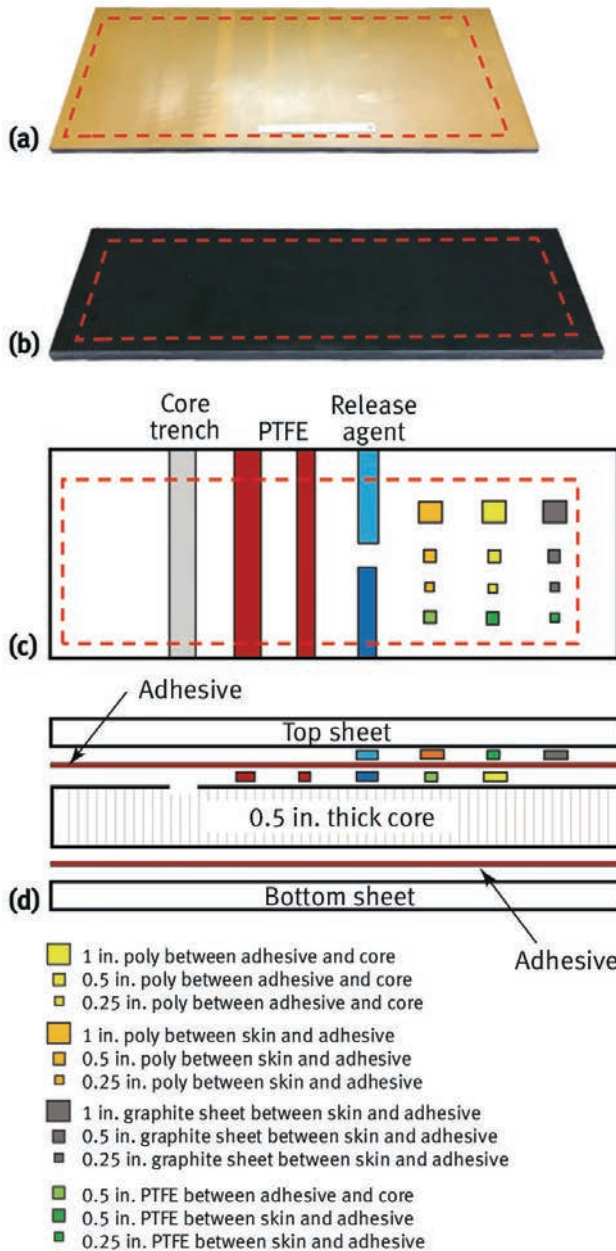 (a)
(b)
Core trench
PTFE
Release agent
(c)
Adhesive
Top sheet
0.5 in. thick core
Bottom sheet
(d)
Adhesive
1 in. poly between adhesive and core
0.5 in. poly between adhesive and core
0.25 in. poly between adhesive and core
1 in. poly between skin and adhesive
0.5 in. poly between skin and adhesive
0.25 in. poly between skin and adhesive
1 in. graphite sheet between skin and adhesive
0.5 in. graphite sheet between skin and adhesive
0.25 in. graphite sheet between skin and adhesive
0.5 in. PTFE between adhesive and core
0.5 in. PTFE between skin and adhesive
0.25 in. PTFE between skin and adhesive